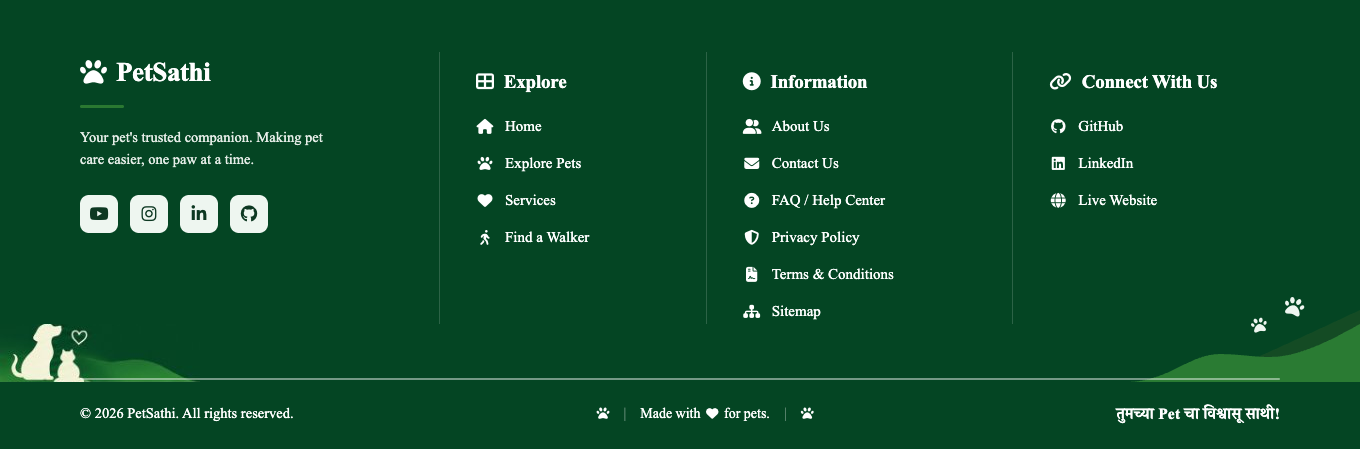 PetSathi
Your pet's trusted companion. Making pet
care easier, one paw at a time.
Explore
Home
Explore Pets
Services
Find a Walker
Information
About Us
Contact Us
FAQ / Help Center
Privacy Policy
Terms & Conditions
Sitemap
Connect With Us
GitHub
LinkedIn
Live Website
© 2026 PetSathi. All rights reserved.
| Made with ♥ for pets. |
तुमच्या Pet चा विश्वासू साथी!